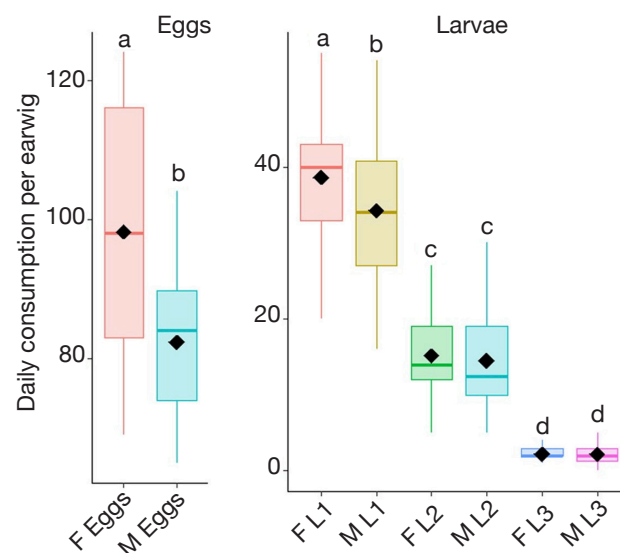 Eggs
Larvae
Daily consumption per earwig
120
100
80
a
b
F Eggs
M Eggs
40
20
0
a
b
c
c
d
d
F L1
M L1
F L2
M L2
F L3
M L3